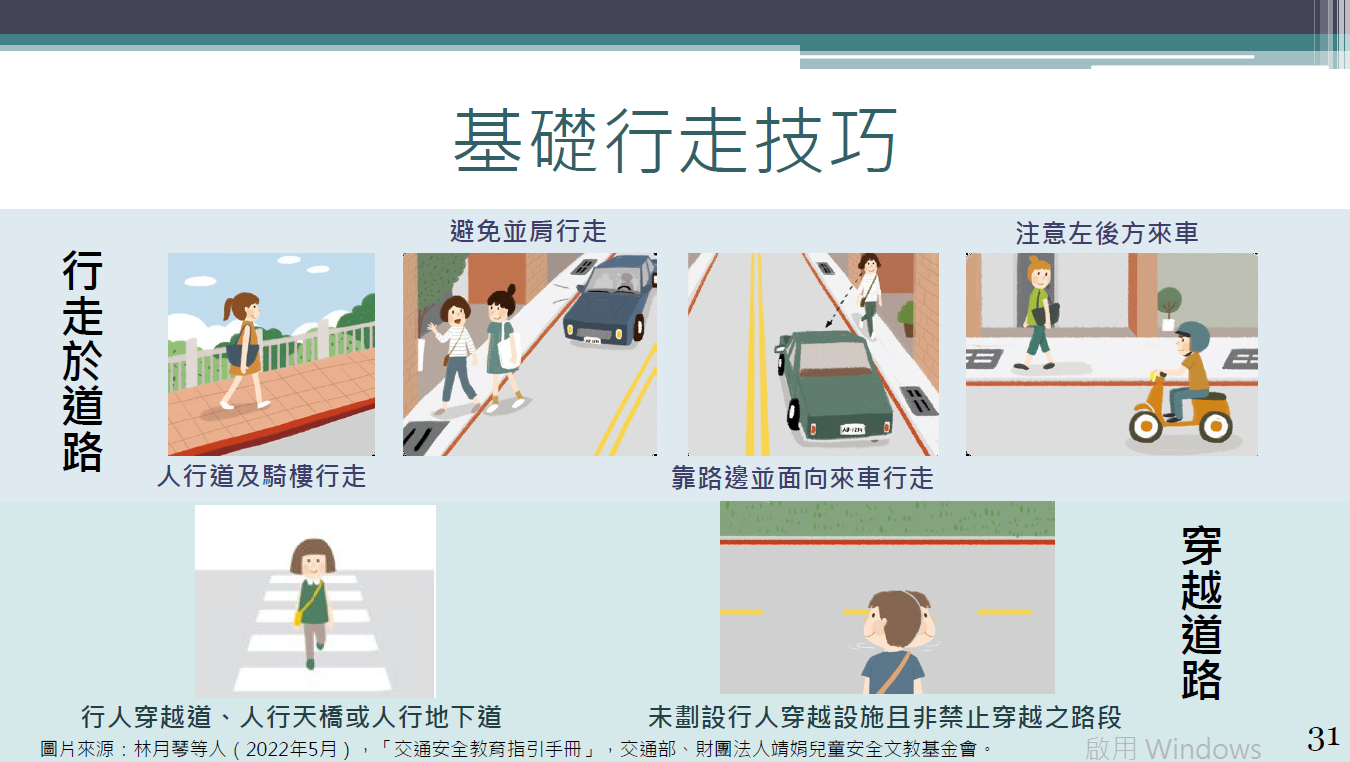 基礎行走技巧
行走於道路
避免並肩行走
注意左後方來車
人行道及騎樓行走
靠路邊並面向來車行走
穿越道路
行人穿越道、人行天橋或人行地下道
未劃設行人穿越設施且非禁止穿越之路段
圖片來源：林月琴等人（2022年5月），「交通安全教育指引手冊」，交通部、財團法人靖娟兒童安全文教基金會。
啟用 Windows
31